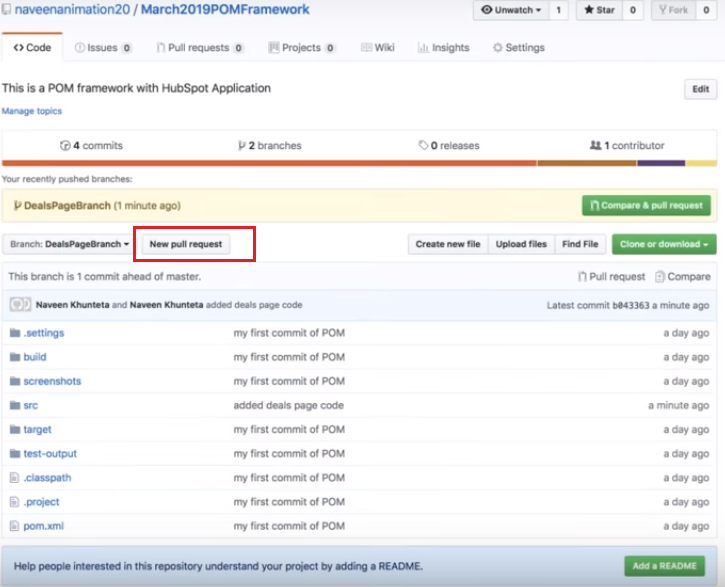 naveenanimation20 / March2019POMFramework
Unwatch 1 Star 0 Fork 0
Code Issues 0 Pull requests 0 Projects 0 Wiki Insights Settings
This is a POM framework with HubSpot Application Edit
Manage topics
4 commits 2 branches 0 releases 1 contributor
Your recently pushed branches:
DealsPageBranch (1 minute ago) Compare & pull request
Branch: DealsPageBranch New pull request Create new file Upload files Find File Clone or download
This branch is 1 commit ahead of master. Pull request Compare
Naveen Khunteta and Naveen Khunteta added deals page code Latest commit b043363 a minute ago
.settings my first commit of POM a day ago
build my first commit of POM a day ago
screenshots my first commit of POM a day ago
src added deals page code a minute ago
target my first commit of POM a day ago
test-output my first commit of POM a day ago
.classpath my first commit of POM a day ago
.project my first commit of POM a day ago
pom.xml my first commit of POM a day ago
Help people interested in this repository understand your project by adding a README. Add a README